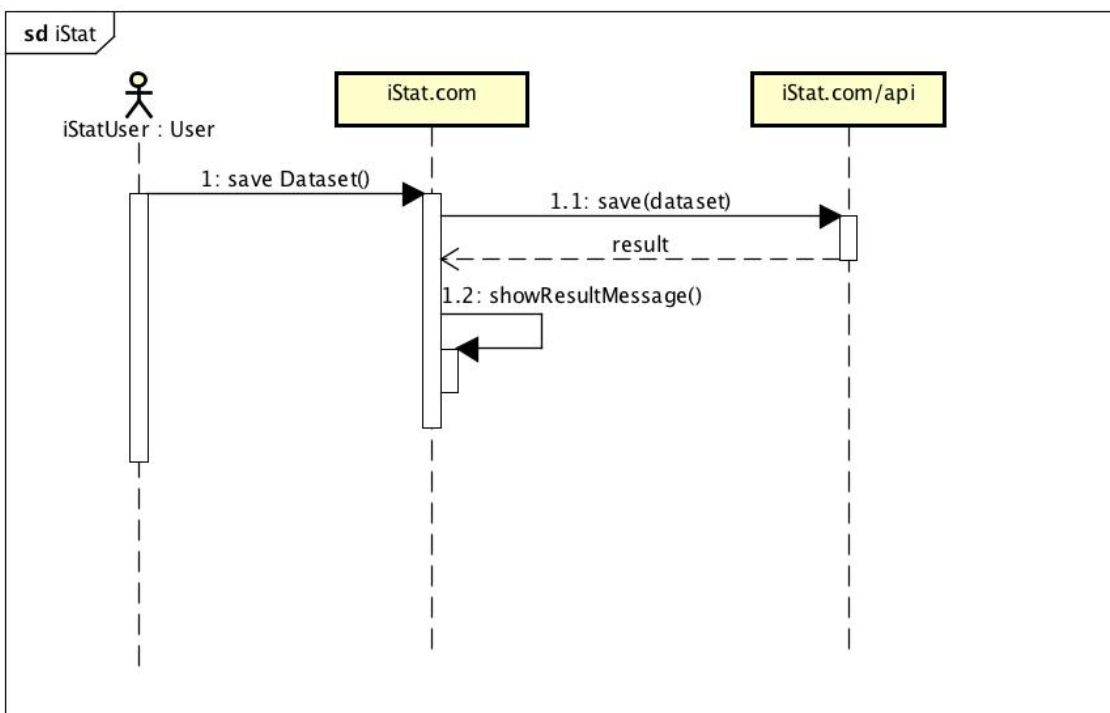 sd iStat
iStatUser : User
iStat.com
iStat.com/api
1: save Dataset()
1.1: save(dataset)
result
1.2: showResultMessage()